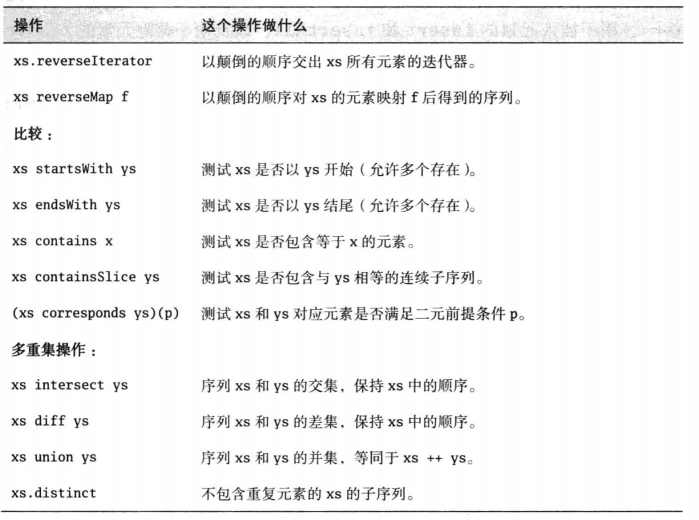 操作 这个操作做什么
xs.reverseIterator 以颠倒的顺序交出 xs 所有元素的迭代器。
xs reverseMap f 以颠倒的顺序对 xs 的元素映射 f 后得到的序列。
比较：
xs startsWith ys 测试 xs 是否以 ys 开始（允许多个存在）。
xs endsWith ys 测试 xs 是否以 ys 结尾（允许多个存在）。
xs contains x 测试 xs 是否包含等于 x 的元素。
xs containsSlice ys 测试 xs 是否包含与 ys 相等的连续子序列。
(xs corresponds ys)(p) 测试 xs 和 ys 对应元素是否满足二元前提条件 p。
多重集操作：
xs intersect ys 序列 xs 和 ys 的交集，保持 xs 中的顺序。
xs diff ys 序列 xs 和 ys 的差集，保持 xs 中的顺序。
xs union ys 序列 xs 和 ys 的并集，等同于 xs ++ ys。
xs.distinct 不包含重复元素的 xs 的子序列。